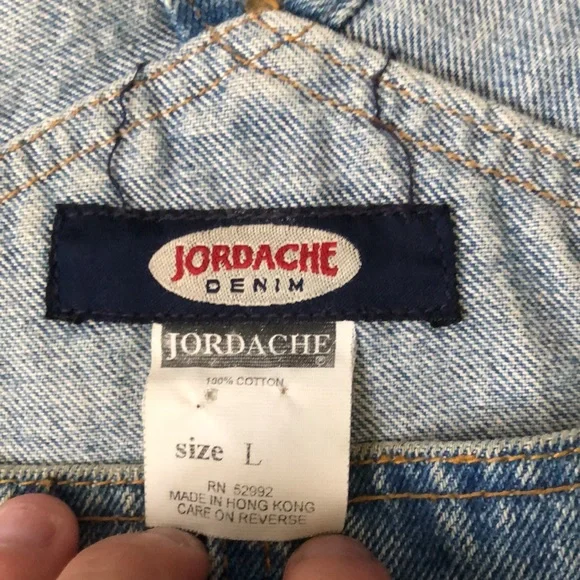 JORDACHE
DENIM
JORDACHE®
100% COTTON
size L
RN 52992
MADE IN HONG KONG
CARE ON REVERSE